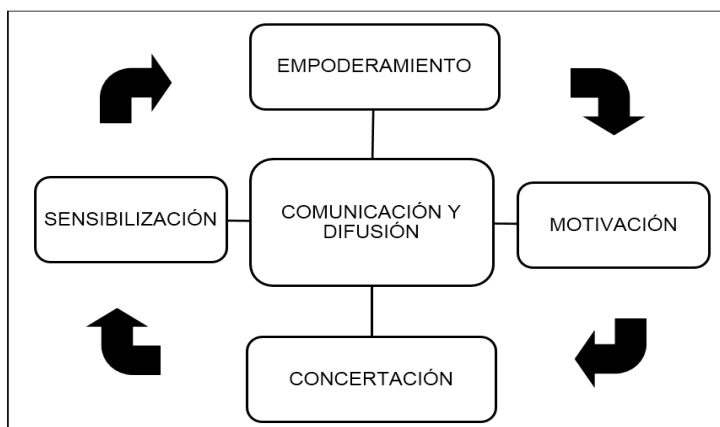 EMPODERAMIENTO
SENSIBILIZACIÓN
COMUNICACIÓN Y
DIFUSIÓN
MOTIVACIÓN
CONCERTACIÓN